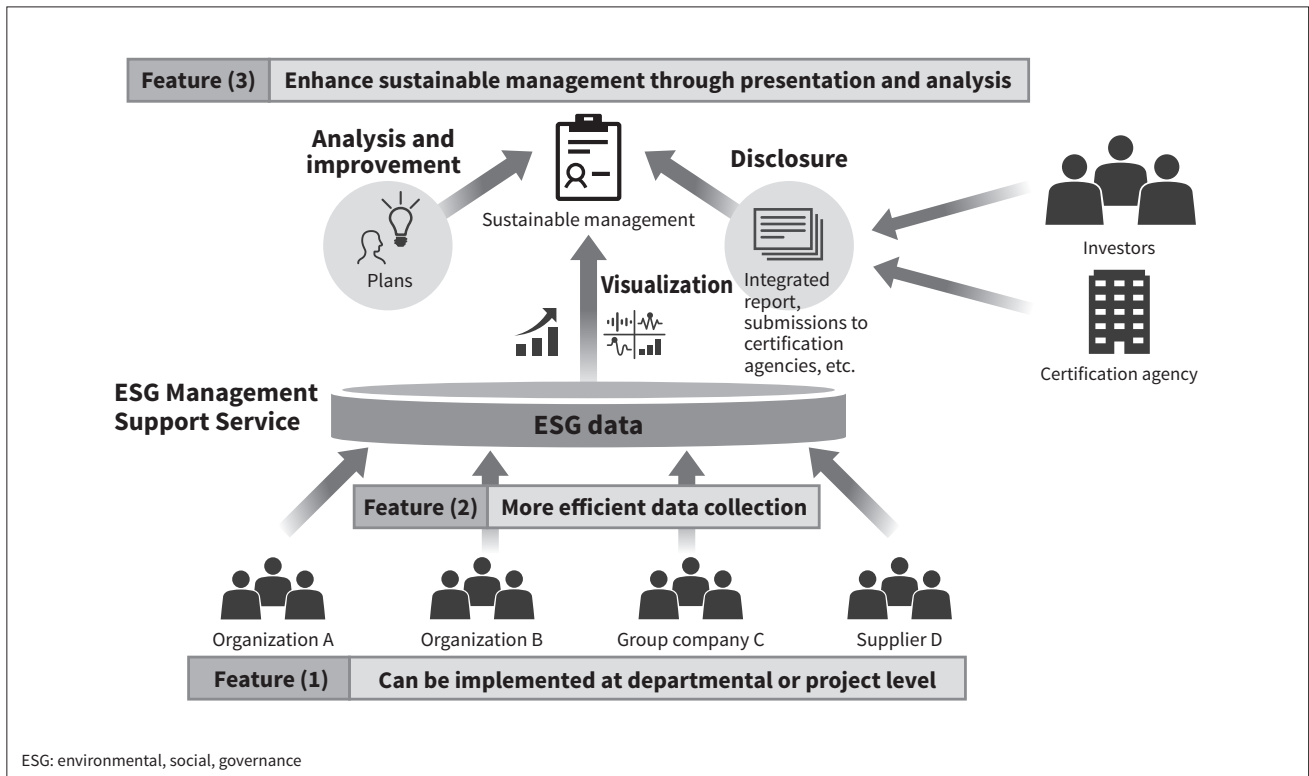 Feature (3)
Enhance sustainable management through presentation and analysis
Analysis and
improvement
Plans
Sustainable management
Disclosure
Integrated
report,
submissions to
certification
agencies, etc.
Investors
Certification agency
Visualization
ESG Management
Support Service
ESG data
Feature (2)
More efficient data collection
Organization A
Organization B
Group company C
Supplier D
Feature (1)
Can be implemented at departmental or project level
ESG: environmental, social, governance